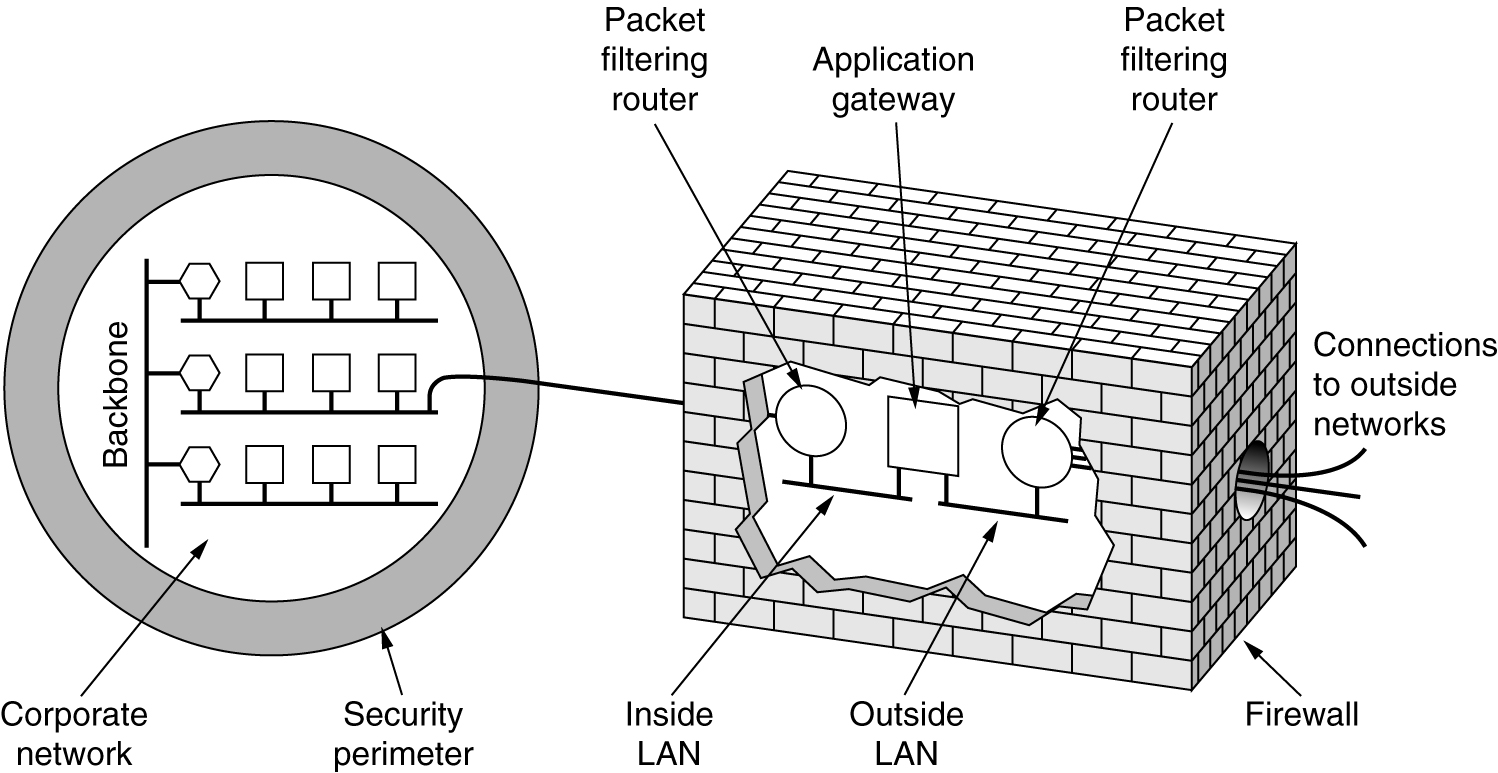 Packet
filtering
router
Application
gateway
Packet
filtering
router
Backbone
Connections
to outside
networks
Corporate
network
Security
perimeter
Inside
LAN
Outside
LAN
Firewall